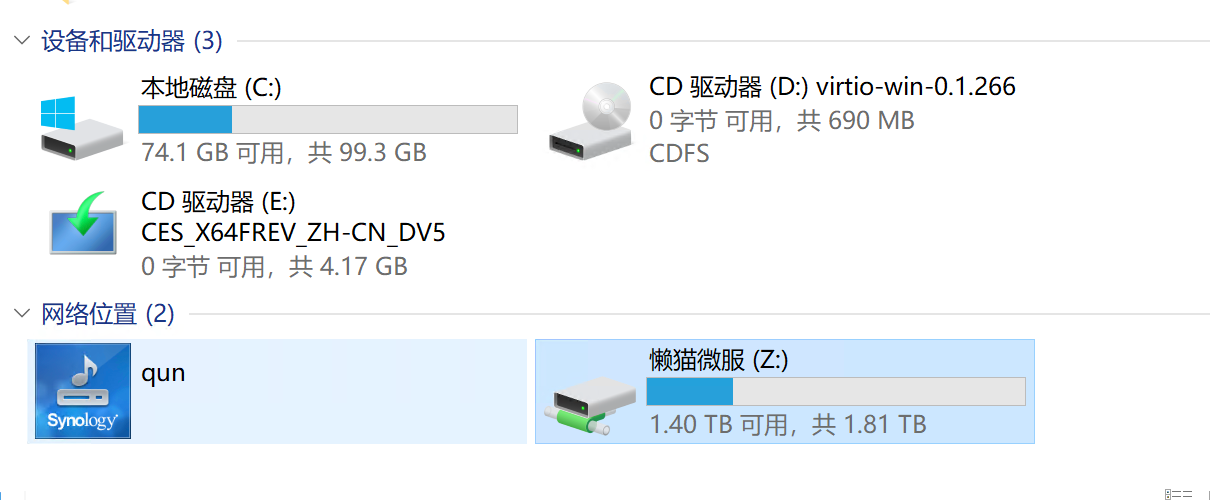 设备和驱动器 (3)
本地磁盘 (C:)
74.1 GB 可用，共 99.3 GB
CD 驱动器 (D:) virtio-win-0.1.266
0 字节 可用，共 690 MB
CDFS
CD 驱动器 (E:)
CES_X64FREV_ZH-CN_DV5
0 字节 可用，共 4.17 GB
网络位置 (2)
Synology
qun
懒猫微服 (Z:)
1.40 TB 可用，共 1.81 TB